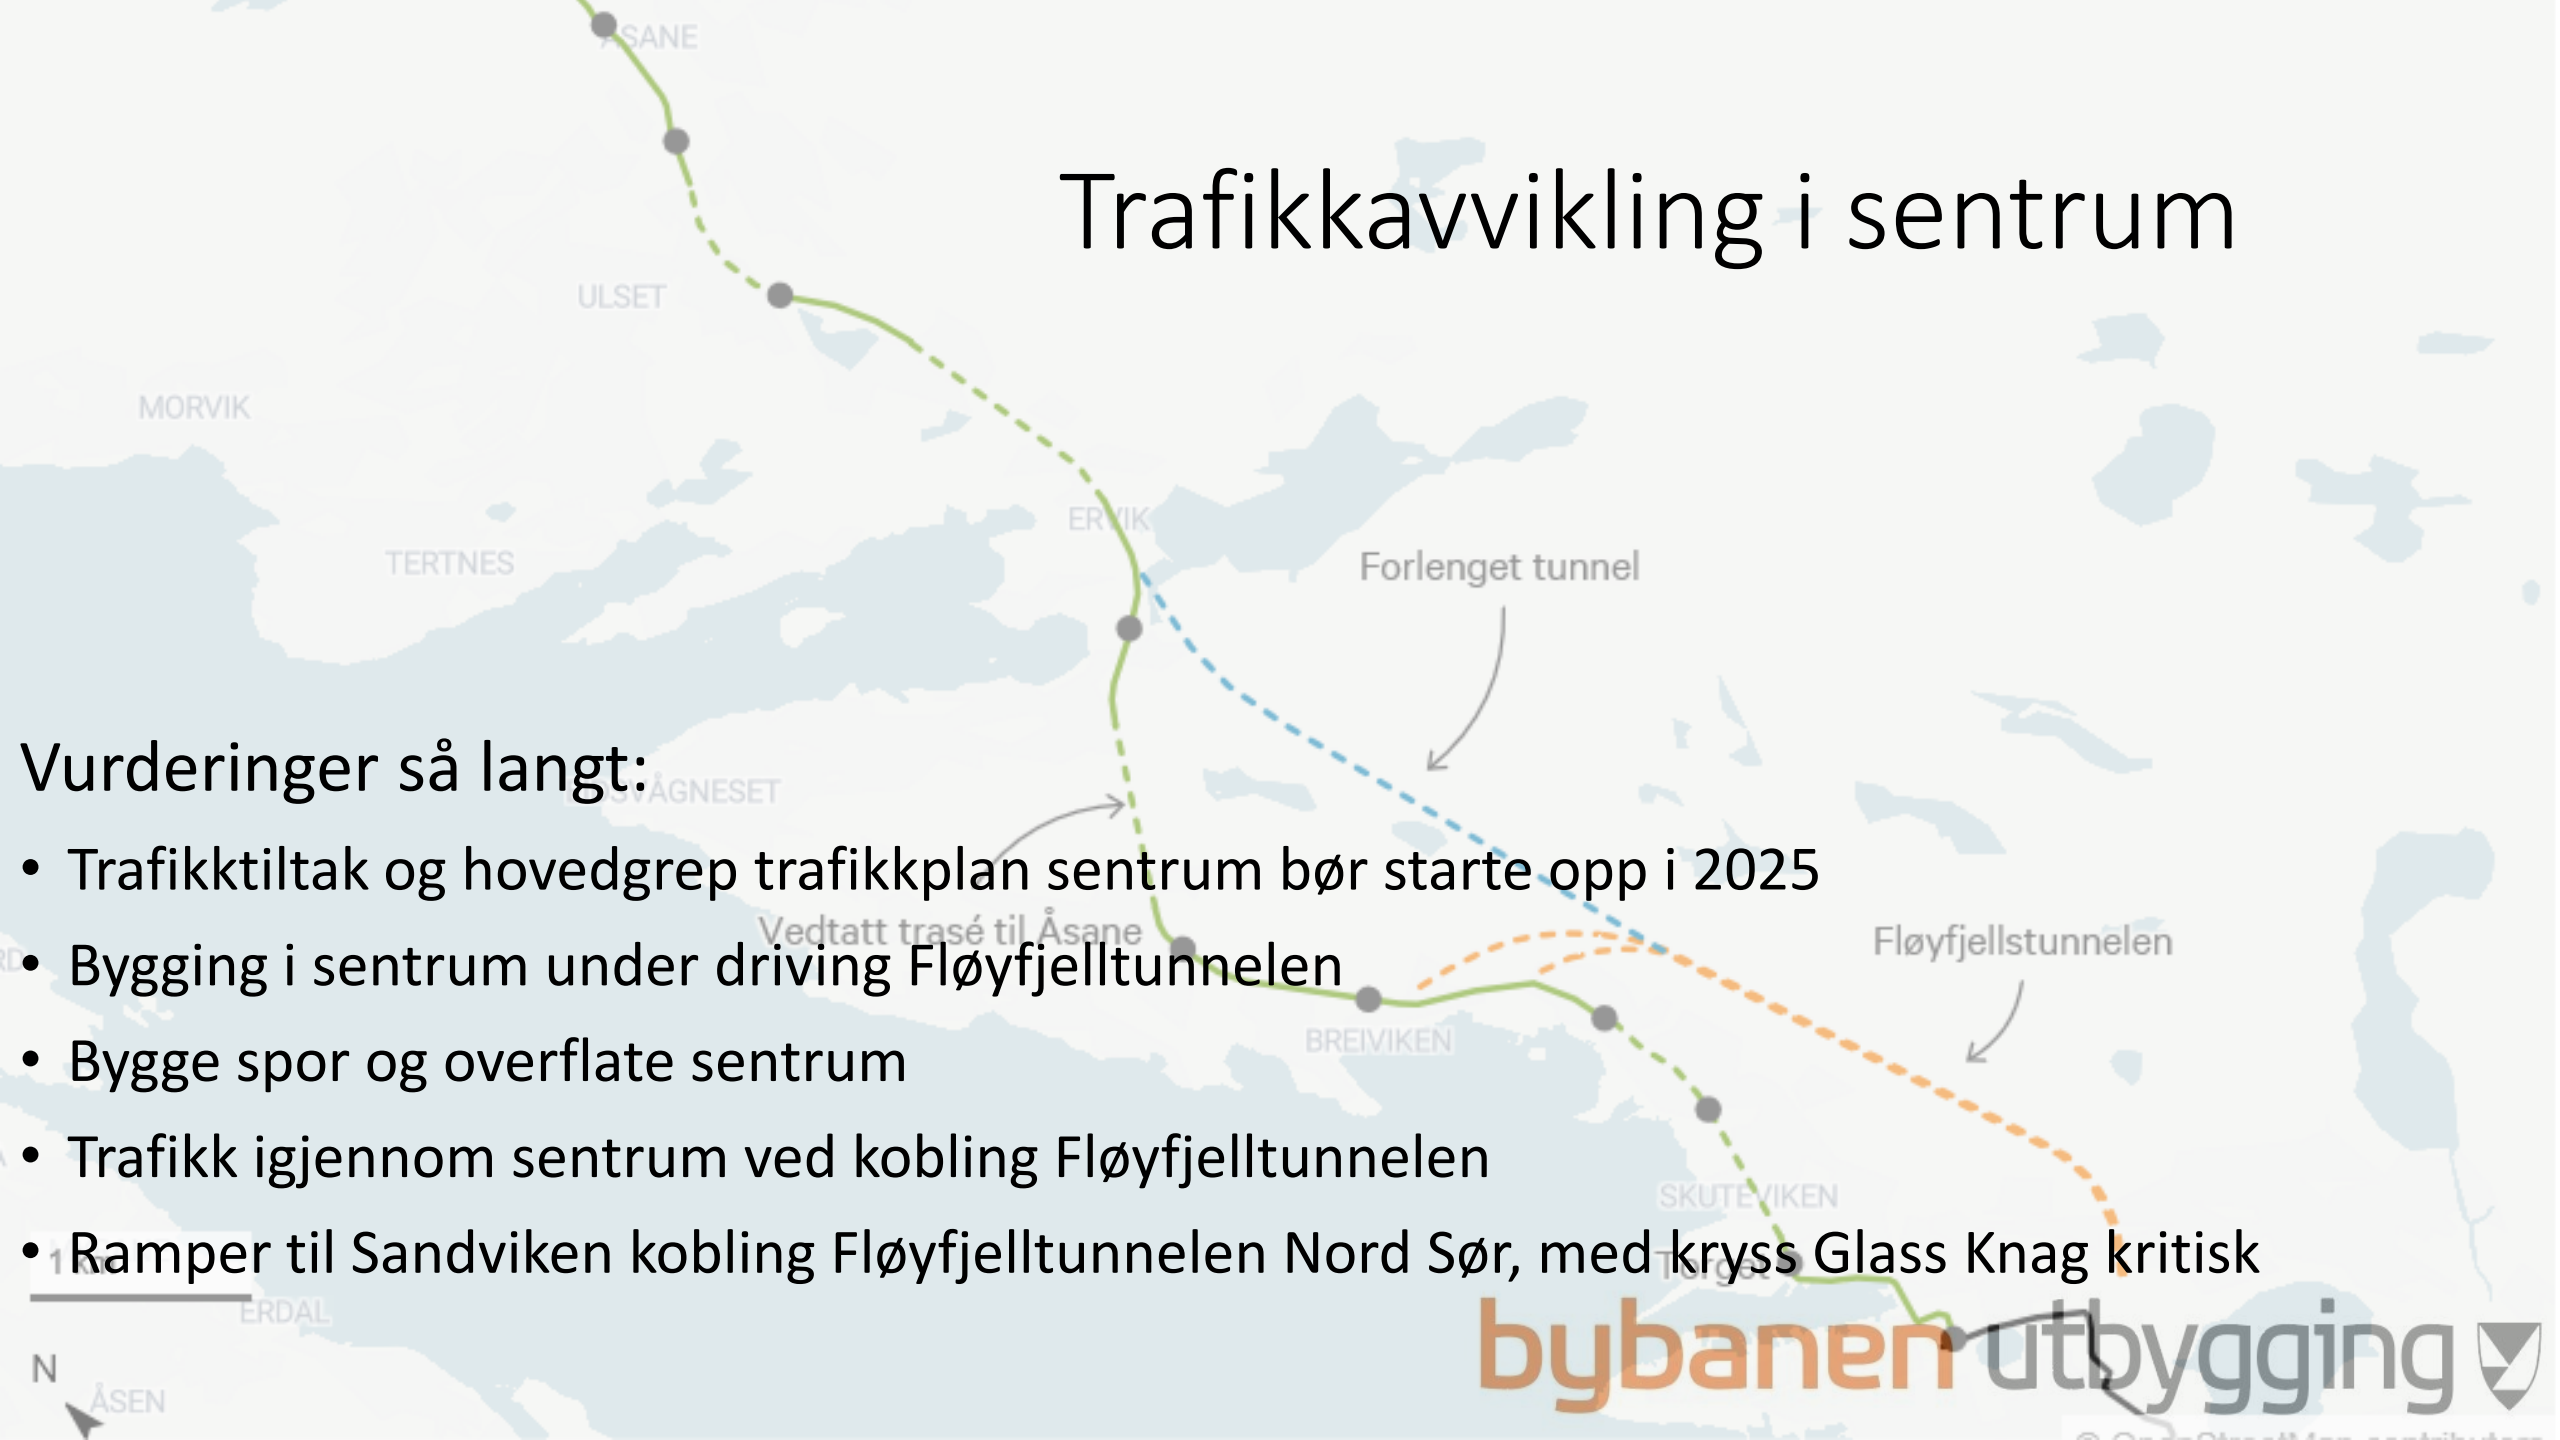 ÅSANE
Trafikkavvikling i sentrum
ULSET
MORVIK
ERVIK
TERTNES
Forlenget tunnel
Vurderinger så langt:
• Trafikktiltak og hovedgrep trafikkplan sentrum bør starte opp i 2025
Vedtatt trasé til Åsane
Fløyfjellstunnelen
• Bygging i sentrum under driving Fløyfjelltunnelen
BREIVIKEN
• Bygge spor og overflate sentrum
• Trafikk igjennom sentrum ved kobling Fløyfjelltunnelen
SKUTEVIKEN
• Ramper til Sandviken kobling Fløyfjelltunnelen Nord Sør, med kryss Glass Knag kritisk
1 km
Torget
ERDAL
bybanen utbygging
N
ÅSEN